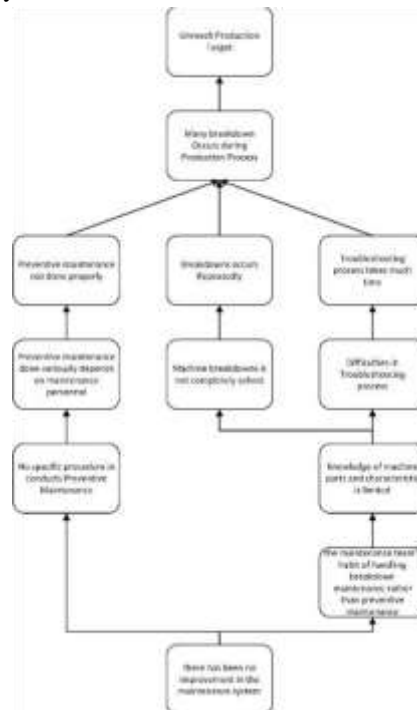 Unreach Production
Target
Many breakdown
Occurs during
Production Process
Preventive maintenance
not done properly
Breakdowns occurs
Repeatedly
Troubleshooting
process takes much
time
Preventive maintenance
done variously depends
on maintenance
personnel
Machine breakdowns is
not completely solved
Difficulties in
Troubleshooting
process
No specific procedure in
conducts Preventive
Maintenance
Knowledge of machine
parts and characteristic
is limited
The maintenance team's
habit of handling
breakdown
maintenance rather
than preventive
maintenance
There has been no
improvement in the
maintenance system